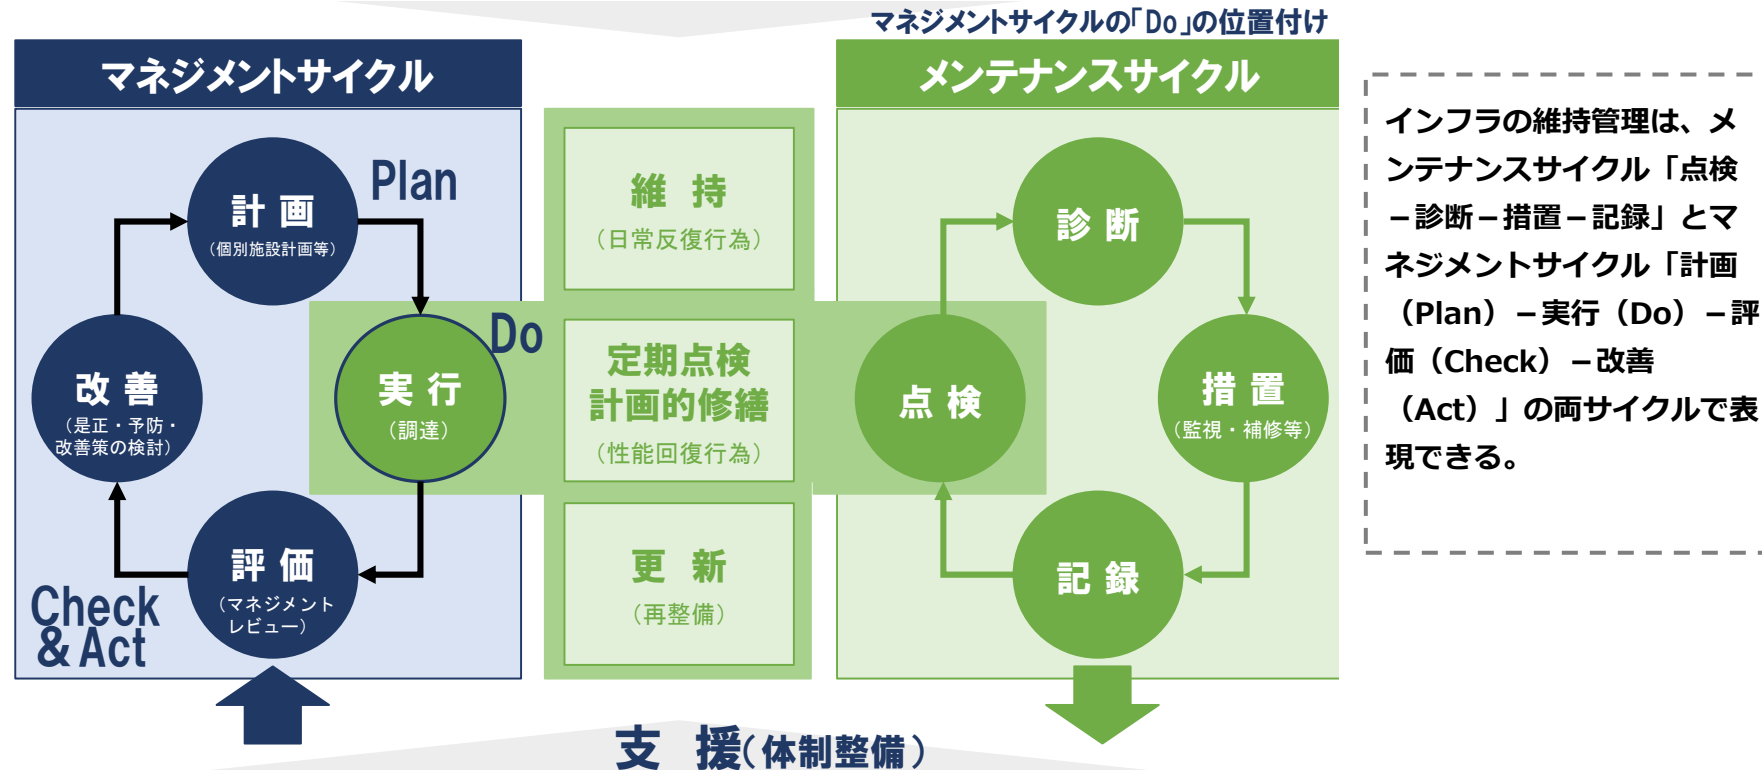 マネジメントサイクルの「Do」の位置付け
マネジメントサイクル
計画
（個別施設計画等）
Plan
実行
（調達）
Do
評価
（マネジメント
レビュー）
Check
& Act
改善
（是正・予防・
改善策の検討）
維持
（日常反復行為）
定期点検
計画的修繕
（性能回復行為）
更新
（再整備）
メンテナンスサイクル
診断
措置
（監視・補修等）
記録
点検
インフラの維持管理は、メ
ンテナンスサイクル「点検
－診断－措置－記録」とマ
ネジメントサイクル「計画
（Plan）－実行（Do）－評
価（Check）－改善
（Act）」の両サイクルで表
現できる。
支援（体制整備）